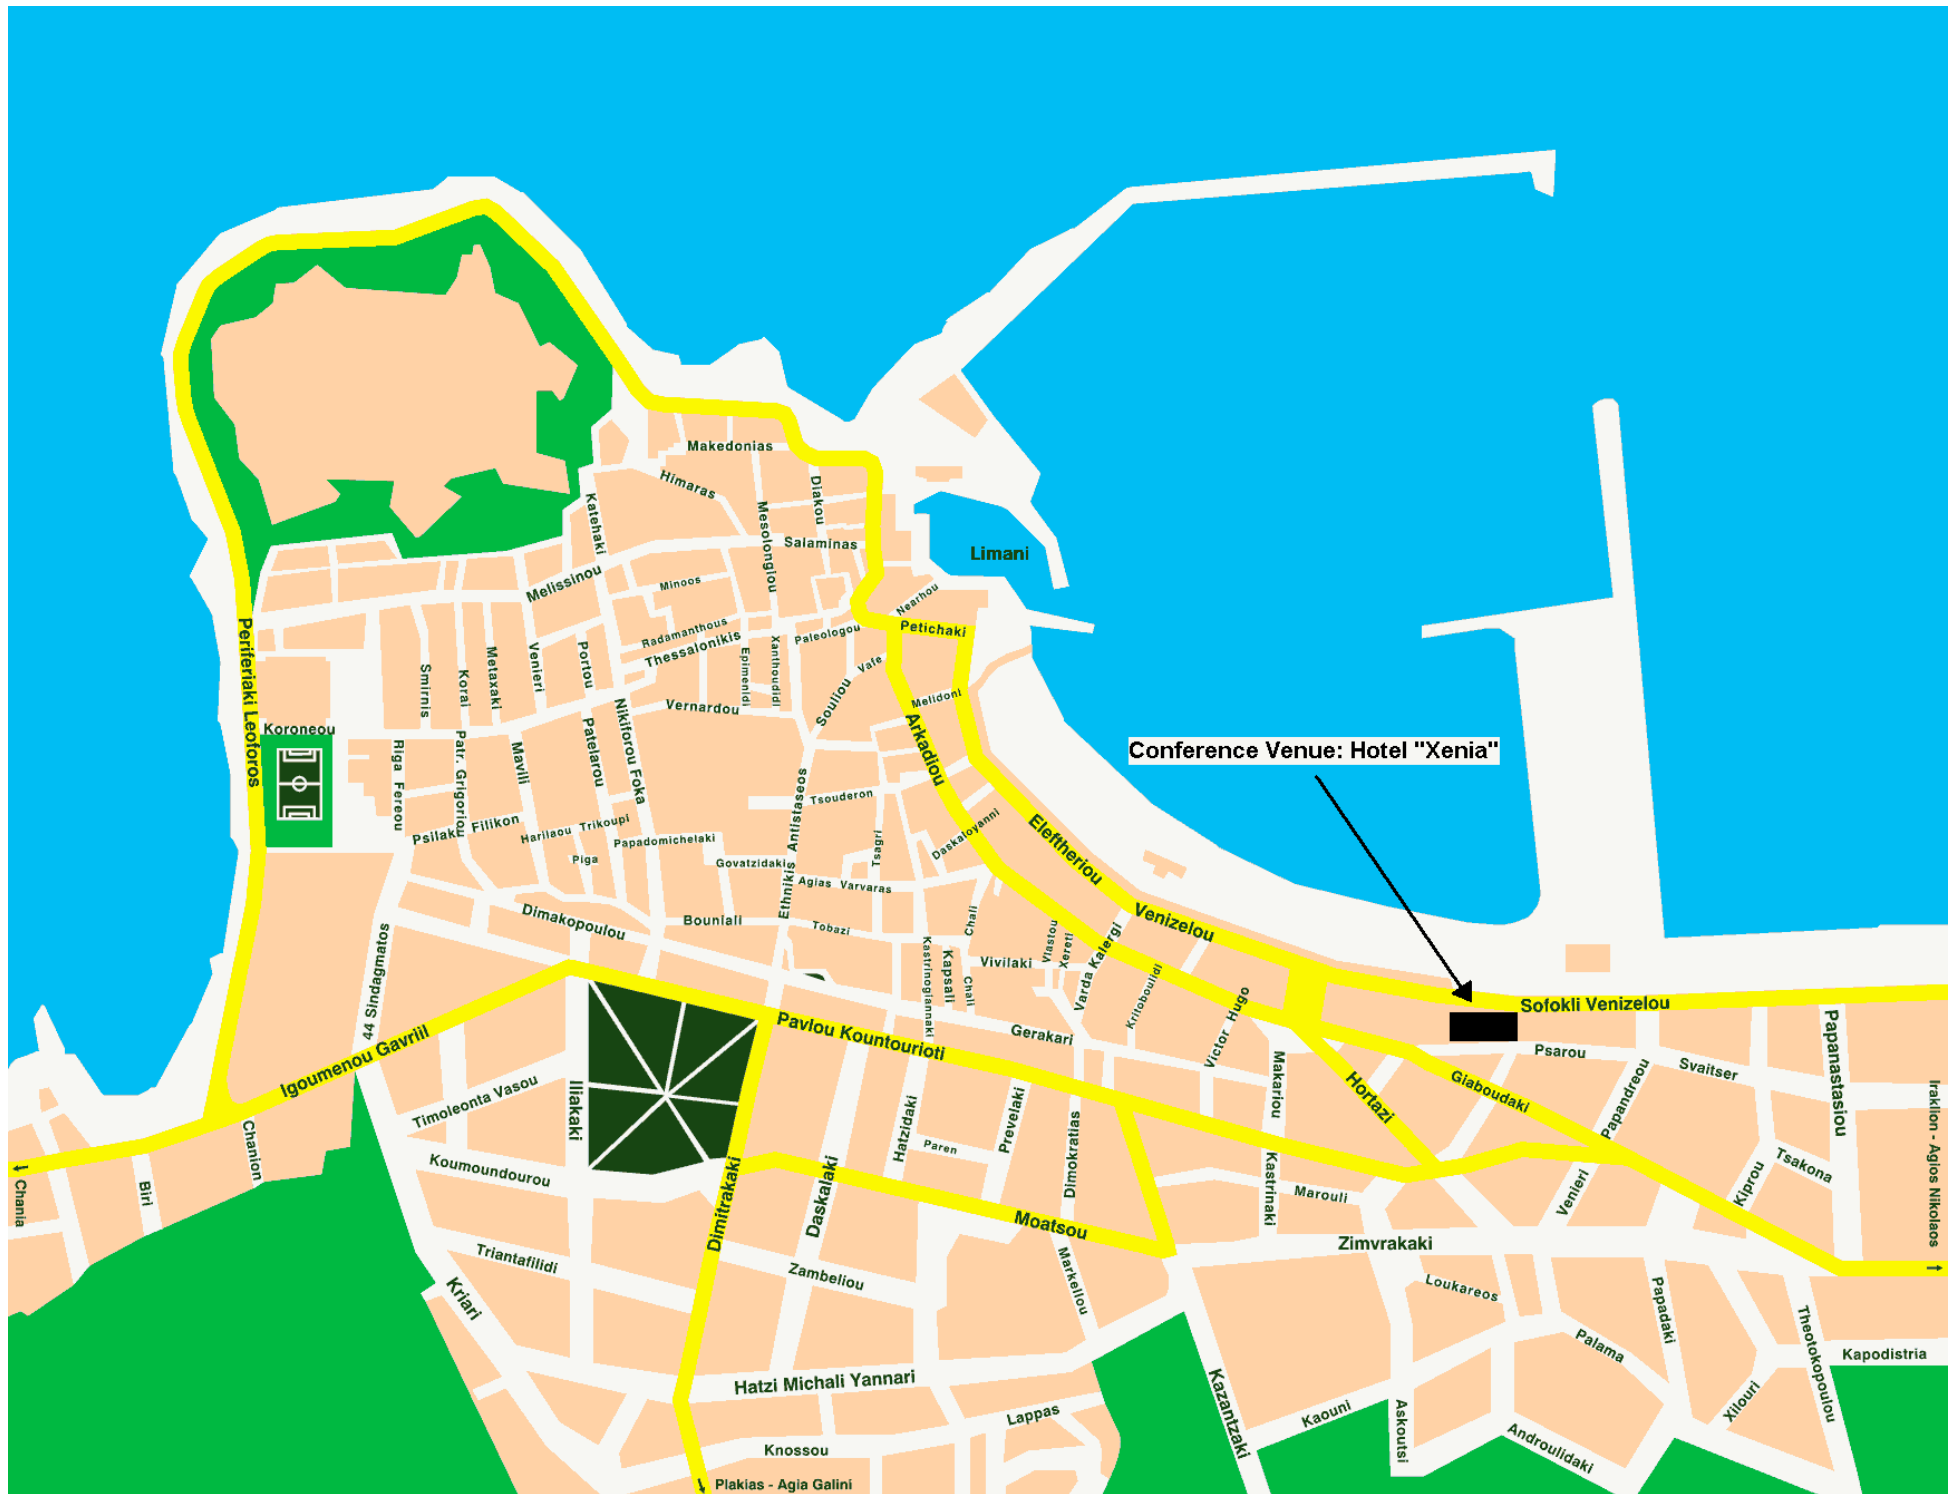 Makedonias
Himaras
Diakou
Katehaki
Mesolongiou
Salaminas
Limani
Melissinou
Minoos
Nearhou
Radamanthous
Thessalonikis
Paleologou
Petichaki
Periferiaki Leoforos
Smirnis
Korai
Metaxaki
Venieri
Portou
Epimenidi
Xanthoudidi
Vafe
Souliou
Melidoni
Vernardou
Nikiforou Foka
Arkadiou
Koroneou
Riga Fereou
Patr. Grigoriou
Mavili
Patelarou
Conference Venue: Hotel "Xenia"
Ethnikis Antistaseos
Tsouderon
Psilaki
Filikon
Harilaou Trikoupi
Papadomichelaki
Piga
Govatzidaki
Tsagri
Daskaloyanni
Eleftheriou
Venizelou
Agias Varvaras
Dimakopoulou
Bouniali
Tobazi
Chali
Vlastou
Xereti
Varda Kalergi
Kastrinogiannaki
Kapsali
Chali
Vivilaki
Kritoboulidi
Victor Hugo
44 Sindagmatos
Sofokli Venizelou
Pavlou Kountourioti
Gerakari
Psarou
Svaitser
Papanastasiou
Igoumenou Gavriil
Timoleonta Vasou
Iliakaki
Makariou
Hortazi
Giaboudaki
Papandreou
Iraklion - Agios Nikolaos
Chanion
Hatzidaki
Paren
Prevelaki
Dimokratias
Chania
Biri
Koumoundourou
Dimitrakaki
Daskalaki
Moatsou
Kastrinaki
Marouli
Venieri
Kiprou
Tsakona
Zimvrakaki
Triantafilidi
Zambeliou
Markellou
Kriari
Loukareos
Papadaki
Palama
Theotokopoulou
Kapodistria
Hatzi Michali Yannari
Lappas
Kazantzaki
Kaouni
Askoutsi
Androulidaki
Xilouri
Knossou
Plakias - Agia Galini